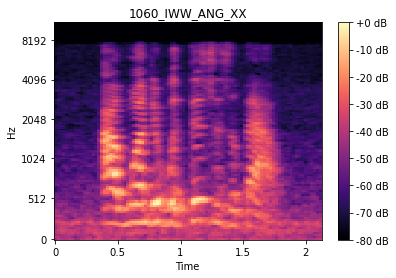 1060_IWW_ANG_XX
+0 dB
8192
-10 dB
4096
-20 dB
-30 dB
2048
Hz
-40 dB
1024
-50 dB
-60 dB
512
-70 dB
0
-80 dB
0
0.5
1
1.5
2
Time